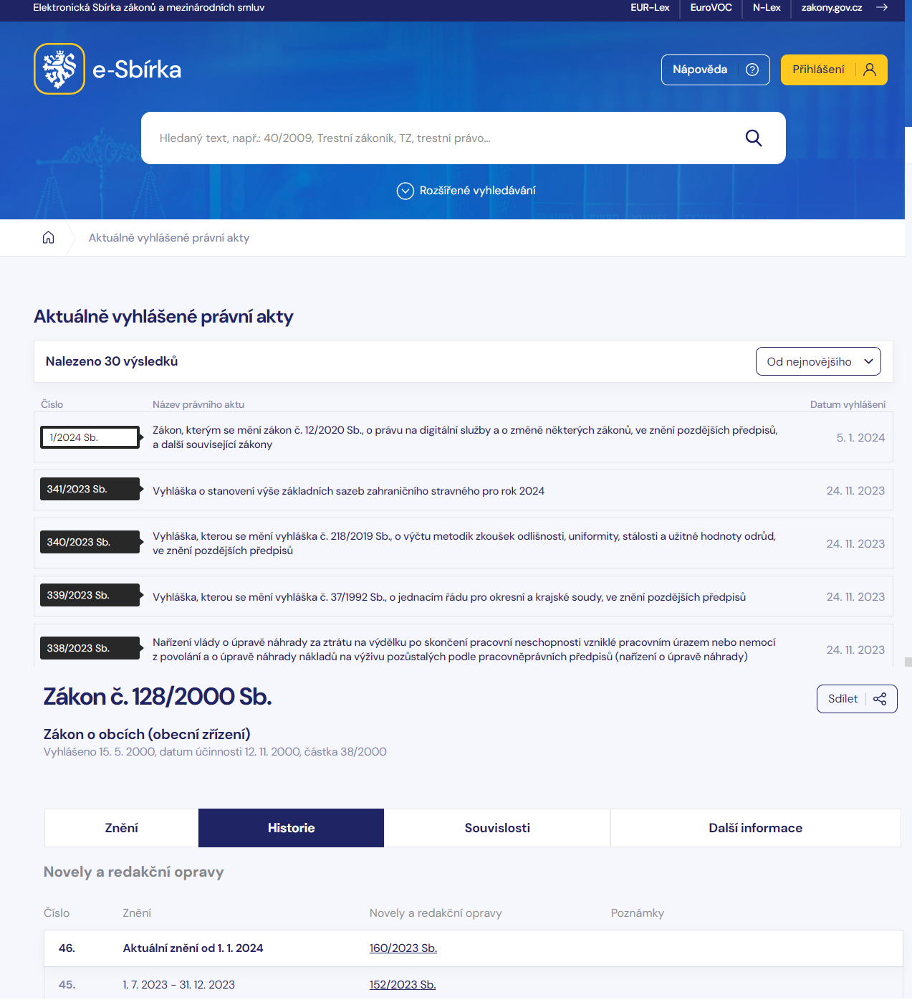 Elektronická Sbírka zákonů a mezinárodních smluv
EUR-Lex EuroVOC N-Lex zakony.gov.cz
e-Sbírka
Nápověda
Přihlášení
Hledaný text, např.: 40/2009, Trestní zákoník, TZ, trestní právo...
Rozšířené vyhledávání
Aktuálně vyhlášené právní akty
Aktuálně vyhlášené právní akty
Nalezeno 30 výsledků
Od nejnovějšího
Číslo Název právního aktu Datum vyhlášení
1/2024 Sb.
Zákon, kterým se mění zákon č. 12/2020 Sb., o právu na digitální služby a o změně některých zákonů, ve znění pozdějších předpisů,
a další související zákony
5. 1. 2024
341/2023 Sb. Vyhláška o stanovení výše základních sazeb zahraničního stravného pro rok 2024 24. 11. 2023
340/2023 Sb.
Vyhláška, kterou se mění vyhláška č. 218/2019 Sb., o výčtu metodik zkoušek odlišnosti, uniformity, stálosti a užitné hodnoty odrůd,
ve znění pozdějších předpisů
24. 11. 2023
339/2023 Sb. Vyhláška, kterou se mění vyhláška č. 37/1992 Sb., o jednacím řádu pro okresní a krajské soudy, ve znění pozdějších předpisů 24. 11. 2023
338/2023 Sb.
Nařízení vlády o úpravě náhrady za ztrátu na výdělku po skončení pracovní neschopnosti vzniklé pracovním úrazem nebo nemocí
z povolání a o úpravě náhrady nákladů na výživu pozůstalých podle pracovněprávních předpisů (nařízení o úpravě náhrady)
24. 11. 2023
Zákon č. 128/2000 Sb.
Sdílet
Zákon o obcích (obecní zřízení)
Vyhlášeno 15. 5. 2000, datum účinnosti 12. 11. 2000, částka 38/2000
Znění Historie Souvislosti Další informace
Novely a redakční opravy
Číslo Znění Novely a redakční opravy Poznámky
46. Aktuální znění od 1. 1. 2024 160/2023 Sb.
45. 1. 7. 2023 - 31. 12. 2023 152/2023 Sb.